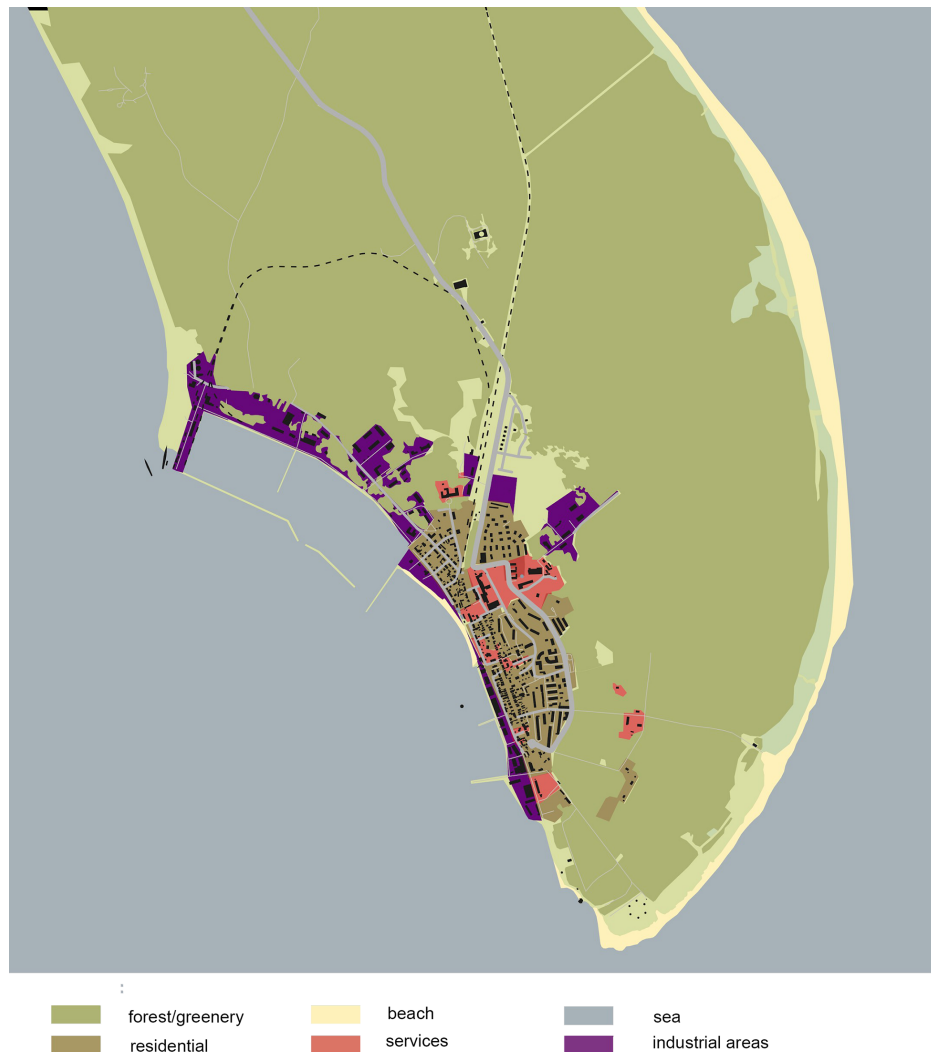 :
forest/greenery
beach
sea
residential
services
industrial areas